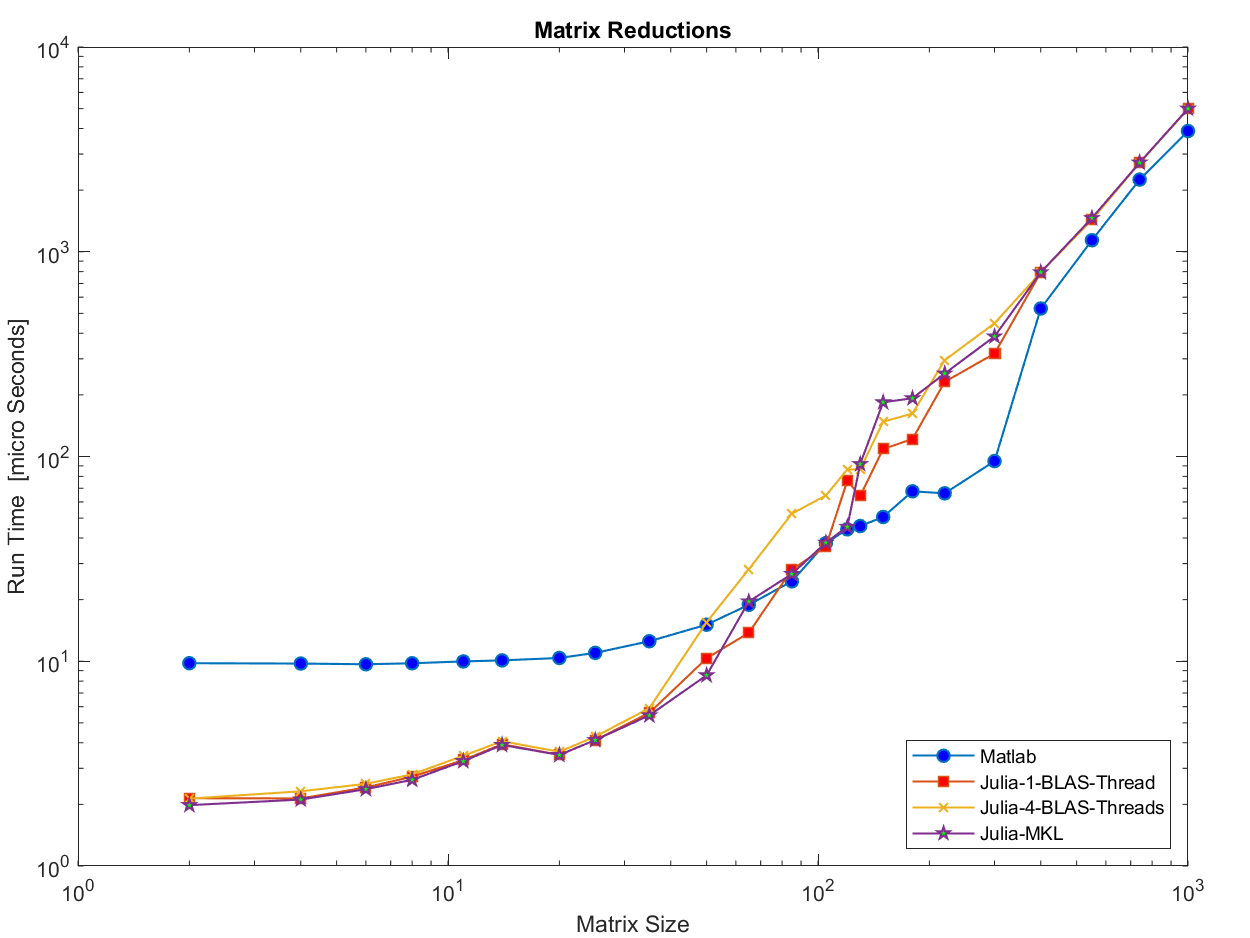 Matrix Reductions
10^4
10^3
10^2
10^1
10^0
Run Time [micro Seconds]
Matlab
Julia-1-BLAS-Thread
Julia-4-BLAS-Threads
Julia-MKL
10^0 10^1 10^2 10^3
Matrix Size